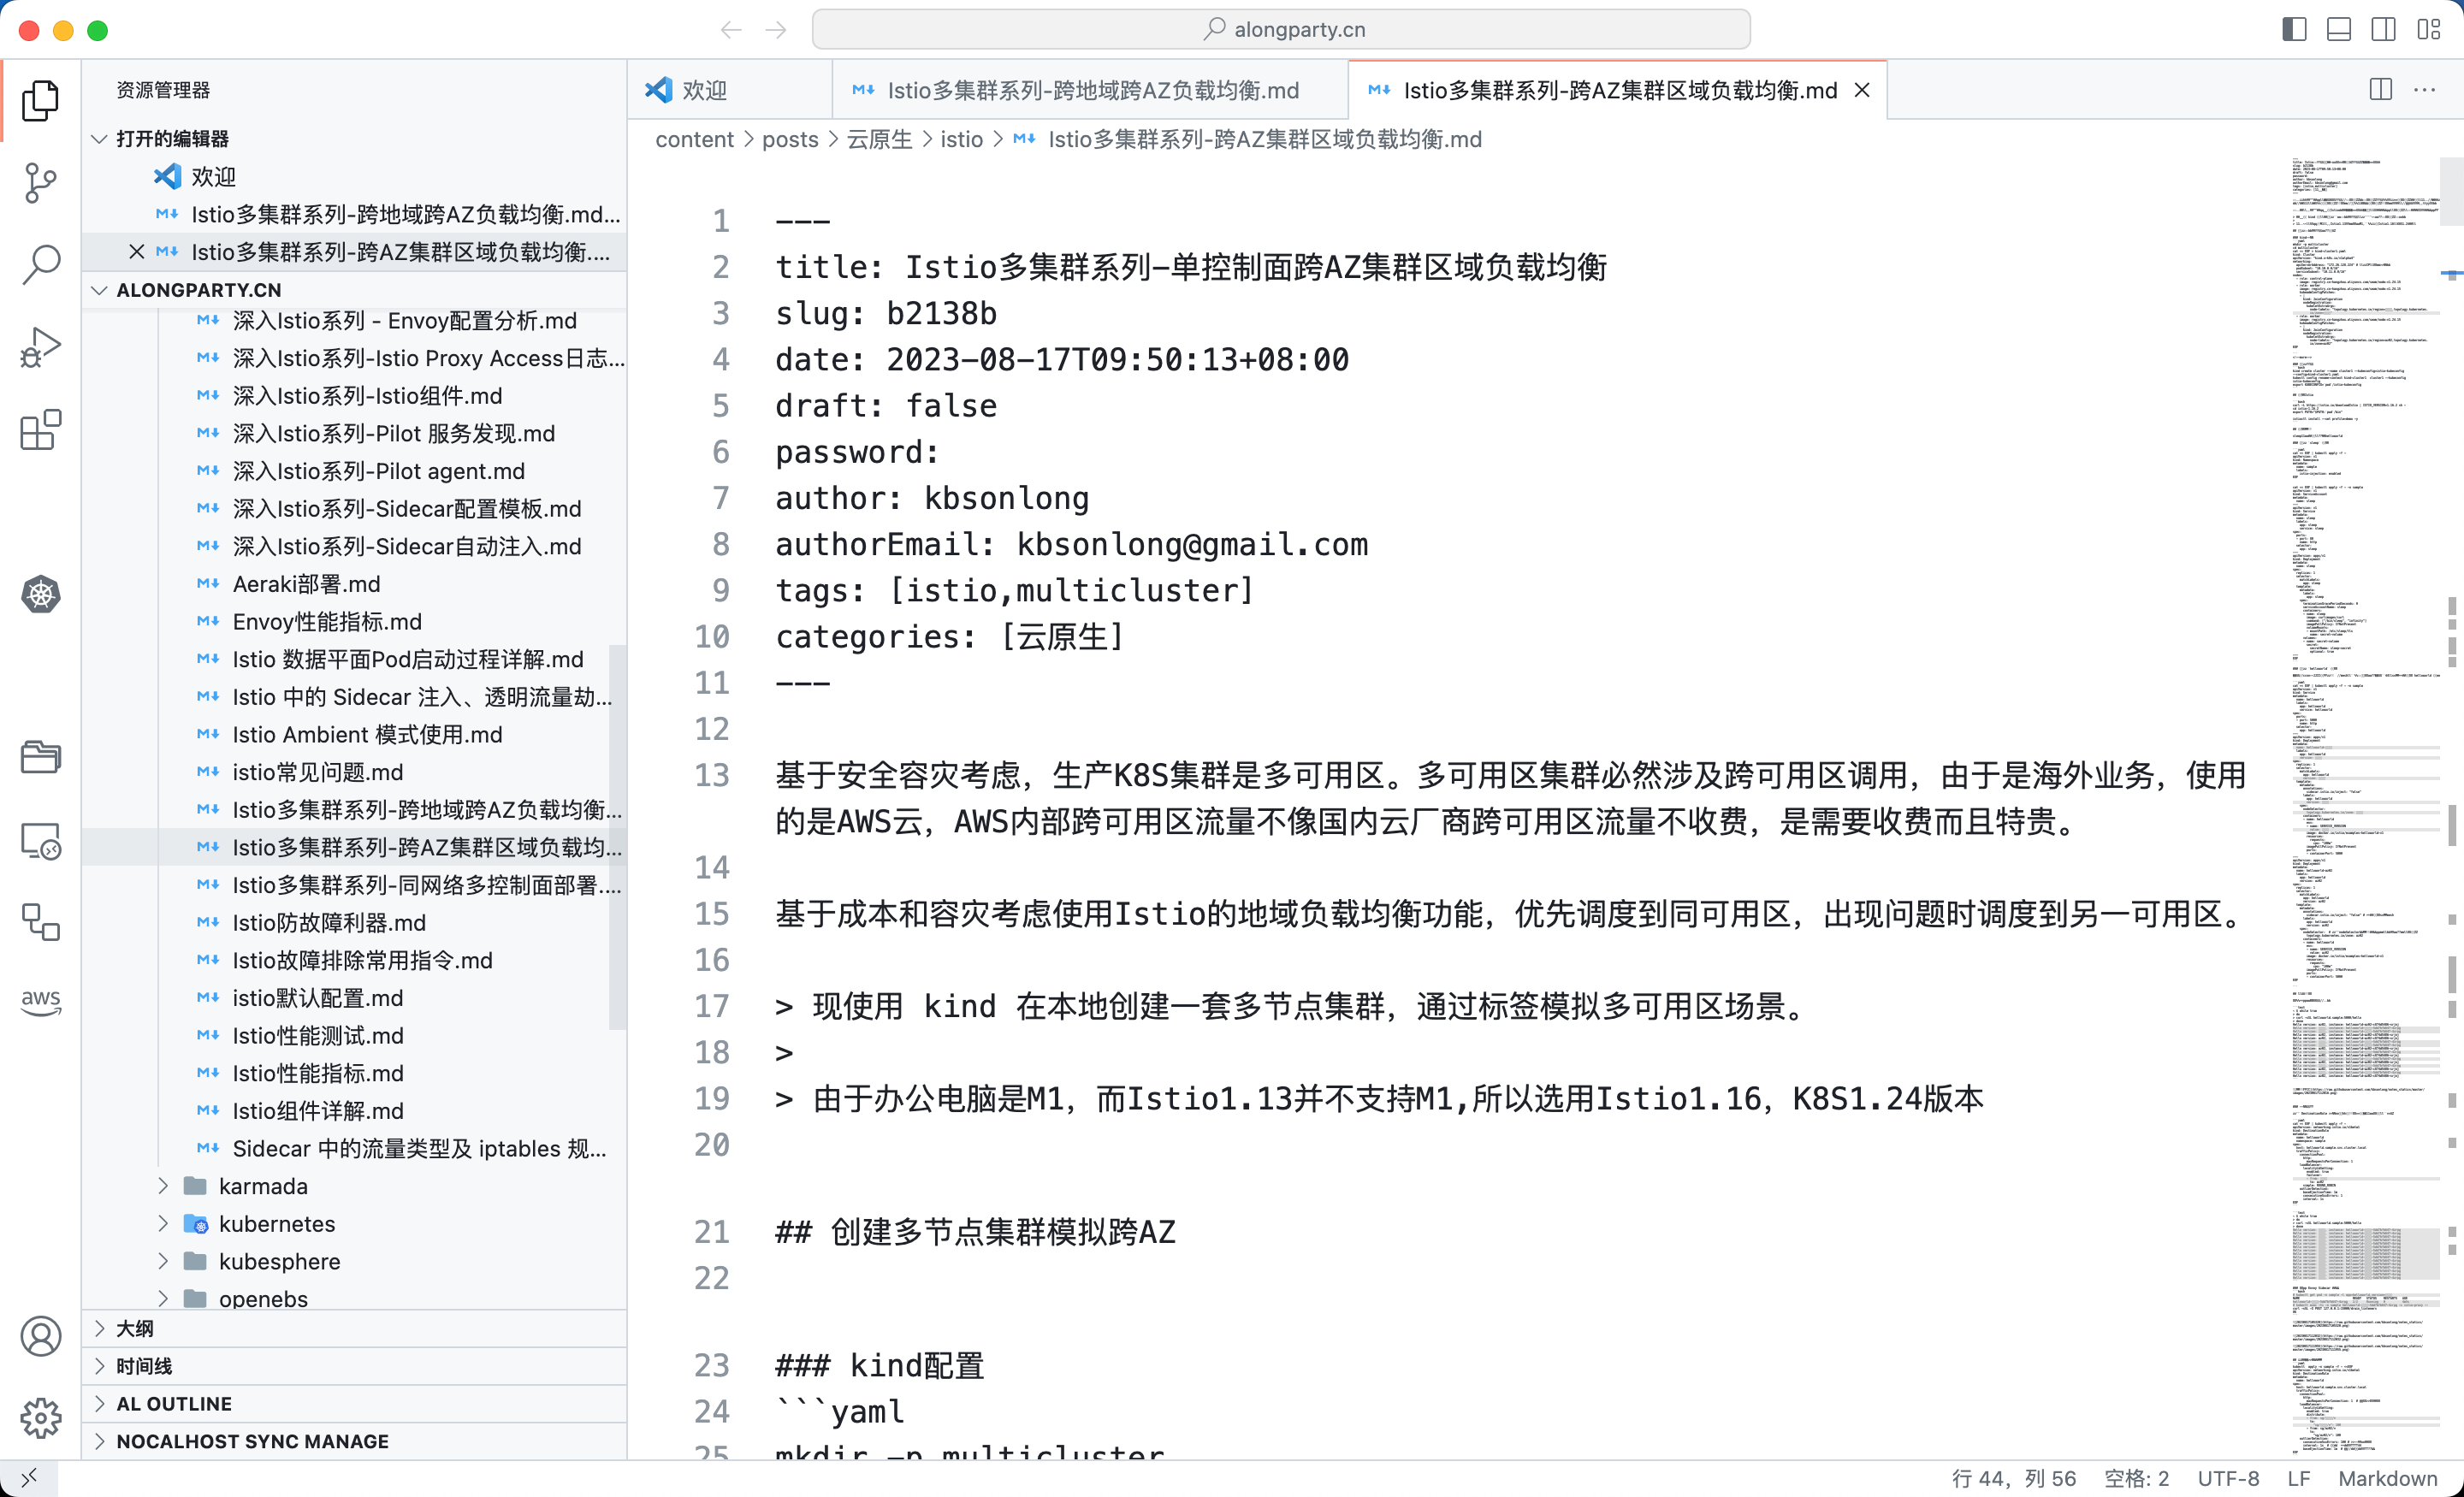 alongparty.cn
资源管理器
打开的编辑器
欢迎
Istio多集群系列-跨地域跨AZ负载均衡.md...
Istio多集群系列-跨AZ集群区域负载均衡....
ALONGPARTY.CN
深入Istio系列 - Envoy配置分析.md
深入Istio系列-Istio Proxy Access日志...
深入Istio系列-Istio组件.md
深入Istio系列-Pilot 服务发现.md
深入Istio系列-Pilot agent.md
深入Istio系列-Sidecar配置模板.md
深入Istio系列-Sidecar自动注入.md
Aeraki部署.md
Envoy性能指标.md
Istio 数据平面Pod启动过程详解.md
Istio 中的 Sidecar 注入、透明流量劫...
Istio Ambient 模式使用.md
istio常见问题.md
Istio多集群系列-跨地域跨AZ负载均衡...
Istio多集群系列-跨AZ集群区域负载均...
Istio多集群系列-同网络多控制面部署....
Istio防故障利器.md
Istio故障排除常用指令.md
istio默认配置.md
Istio性能测试.md
Istio性能指标.md
Istio组件详解.md
Sidecar 中的流量类型及 iptables 规...
karmada
kubernetes
kubesphere
openebs
大纲
时间线
AL OUTLINE
NOCALHOST SYNC MANAGE
aws
欢迎
Istio多集群系列-跨地域跨AZ负载均衡.md
Istio多集群系列-跨AZ集群区域负载均衡.md
content > posts > 云原生 > istio > Istio多集群系列-跨AZ集群区域负载均衡.md
1 ---
2 title: Istio多集群系列-单控制面跨AZ集群区域负载均衡
3 slug: b2138b
4 date: 2023-08-17T09:50:13+08:00
5 draft: false
6 password:
7 author: kbsonlong
8 authorEmail: kbsonlong@gmail.com
9 tags: [istio,multicluster]
10 categories: [云原生]
11 ---
12
13 基于安全容灾考虑，生产K8S集群是多可用区。多可用区集群必然涉及跨可用区调用，由于是海外业务，使用
的是AWS云，AWS内部跨可用区流量不像国内云厂商跨可用区流量不收费，是需要收费而且特贵。
14
15 基于成本和容灾考虑使用Istio的地域负载均衡功能，优先调度到同可用区，出现问题时调度到另一可用区。
16
17 > 现使用 kind 在本地创建一套多节点集群，通过标签模拟多可用区场景。
18 >
19 > 由于办公电脑是M1，而Istio1.13并不支持M1,所以选用Istio1.16，K8S1.24版本
20
21 ## 创建多节点集群模拟跨AZ
22
23 ### kind配置
24 ```yaml
25 mkdir -p multicluster
行 44，列 56
空格: 2
UTF-8
LF
Markdown